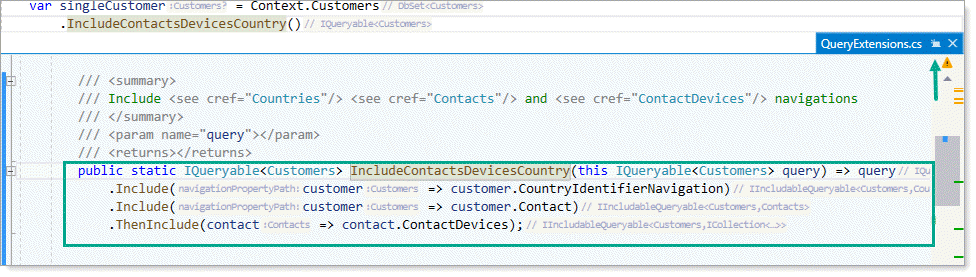 var singleCustomer :Customers? = Context.Customers // DbSet<Customers>
.IncludeContactsDevicesCountry() // IQueryable<Customers>
QueryExtensions.cs
/// <summary>
/// Include <see cref="Countries"/> <see cref="Contacts"/> and <see cref="ContactDevices"/> navigations
/// </summary>
/// <param name="query"></param>
/// <returns></returns>
public static IQueryable<Customers> IncludeContactsDevicesCountry(this IQueryable<Customers> query) => query // IQu
.Include( navigationPropertyPath: customer :Customers => customer.CountryIdentifierNavigation) // IIncludableQueryable<Customers,Cou
.Include( navigationPropertyPath: customer :Customers => customer.Contact) // IIncludableQueryable<Customers,Contacts>
.ThenInclude(contact :Contacts => contact.ContactDevices); // IIncludableQueryable<Customers,ICollection<...>>